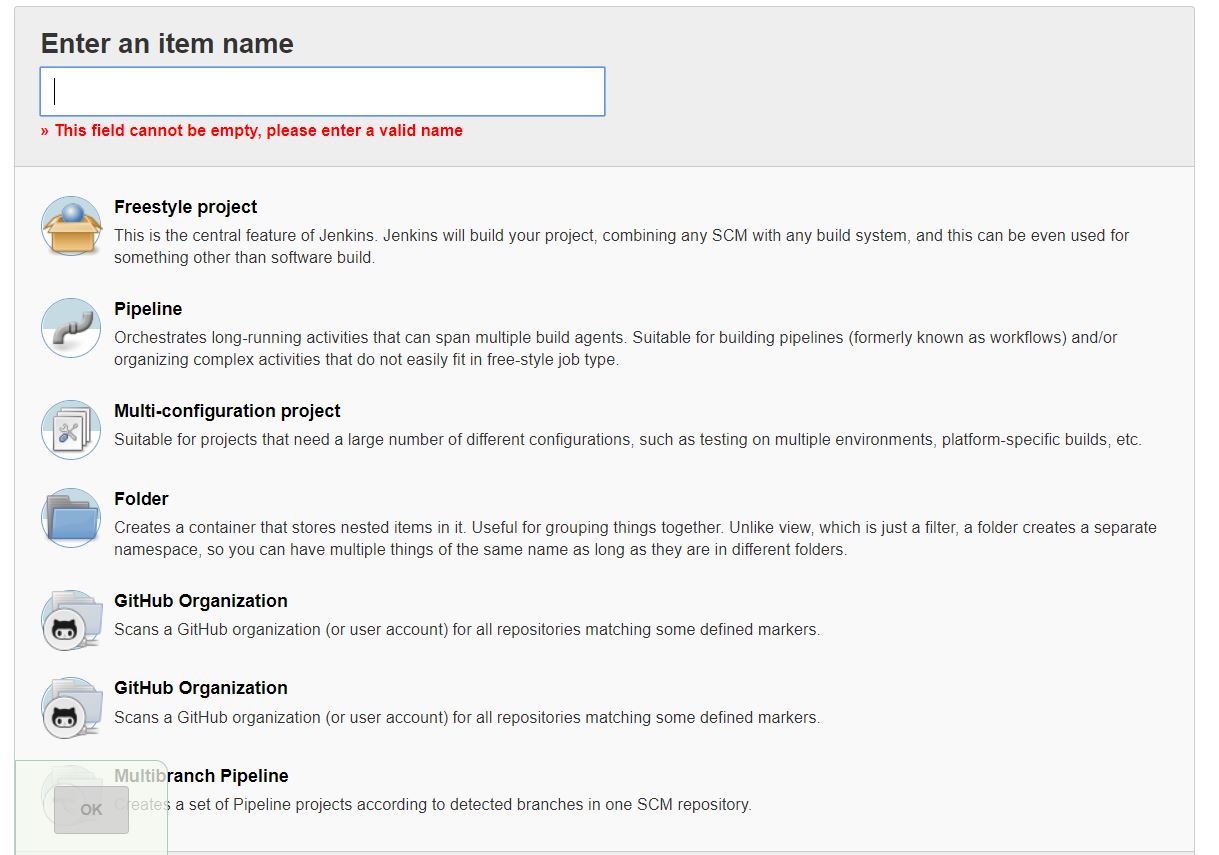 Enter an item name
» This field cannot be empty, please enter a valid name
Freestyle project
This is the central feature of Jenkins. Jenkins will build your project, combining any SCM with any build system, and this can be even used for
something other than software build.
Pipeline
Orchestrates long-running activities that can span multiple build agents. Suitable for building pipelines (formerly known as workflows) and/or
organizing complex activities that do not easily fit in free-style job type.
Multi-configuration project
Suitable for projects that need a large number of different configurations, such as testing on multiple environments, platform-specific builds, etc.
Folder
Creates a container that stores nested items in it. Useful for grouping things together. Unlike view, which is just a filter, a folder creates a separate
namespace, so you can have multiple things of the same name as long as they are in different folders.
GitHub Organization
Scans a GitHub organization (or user account) for all repositories matching some defined markers.
GitHub Organization
Scans a GitHub organization (or user account) for all repositories matching some defined markers.
Multibranch Pipeline
Creates a set of Pipeline projects according to detected branches in one SCM repository.
OK